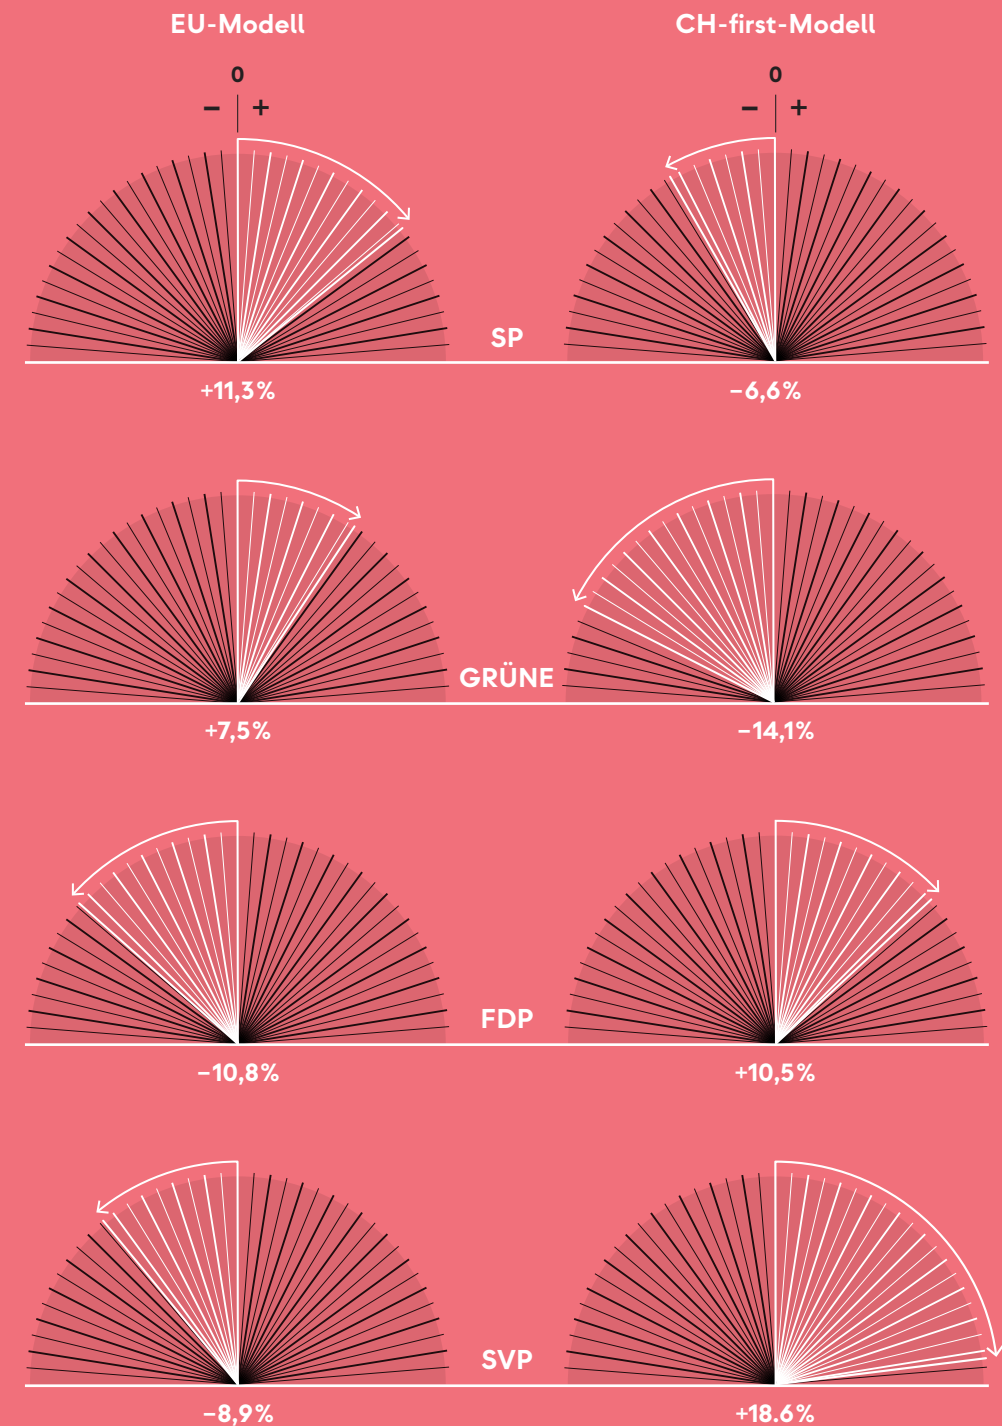 EU-Modell
CH-first-Modell
0
− +
0
− +
SP
+11,3%
−6,6%
GRÜNE
+7,5%
−14,1%
FDP
−10,8%
+10,5%
SVP
−8,9%
+18.6%